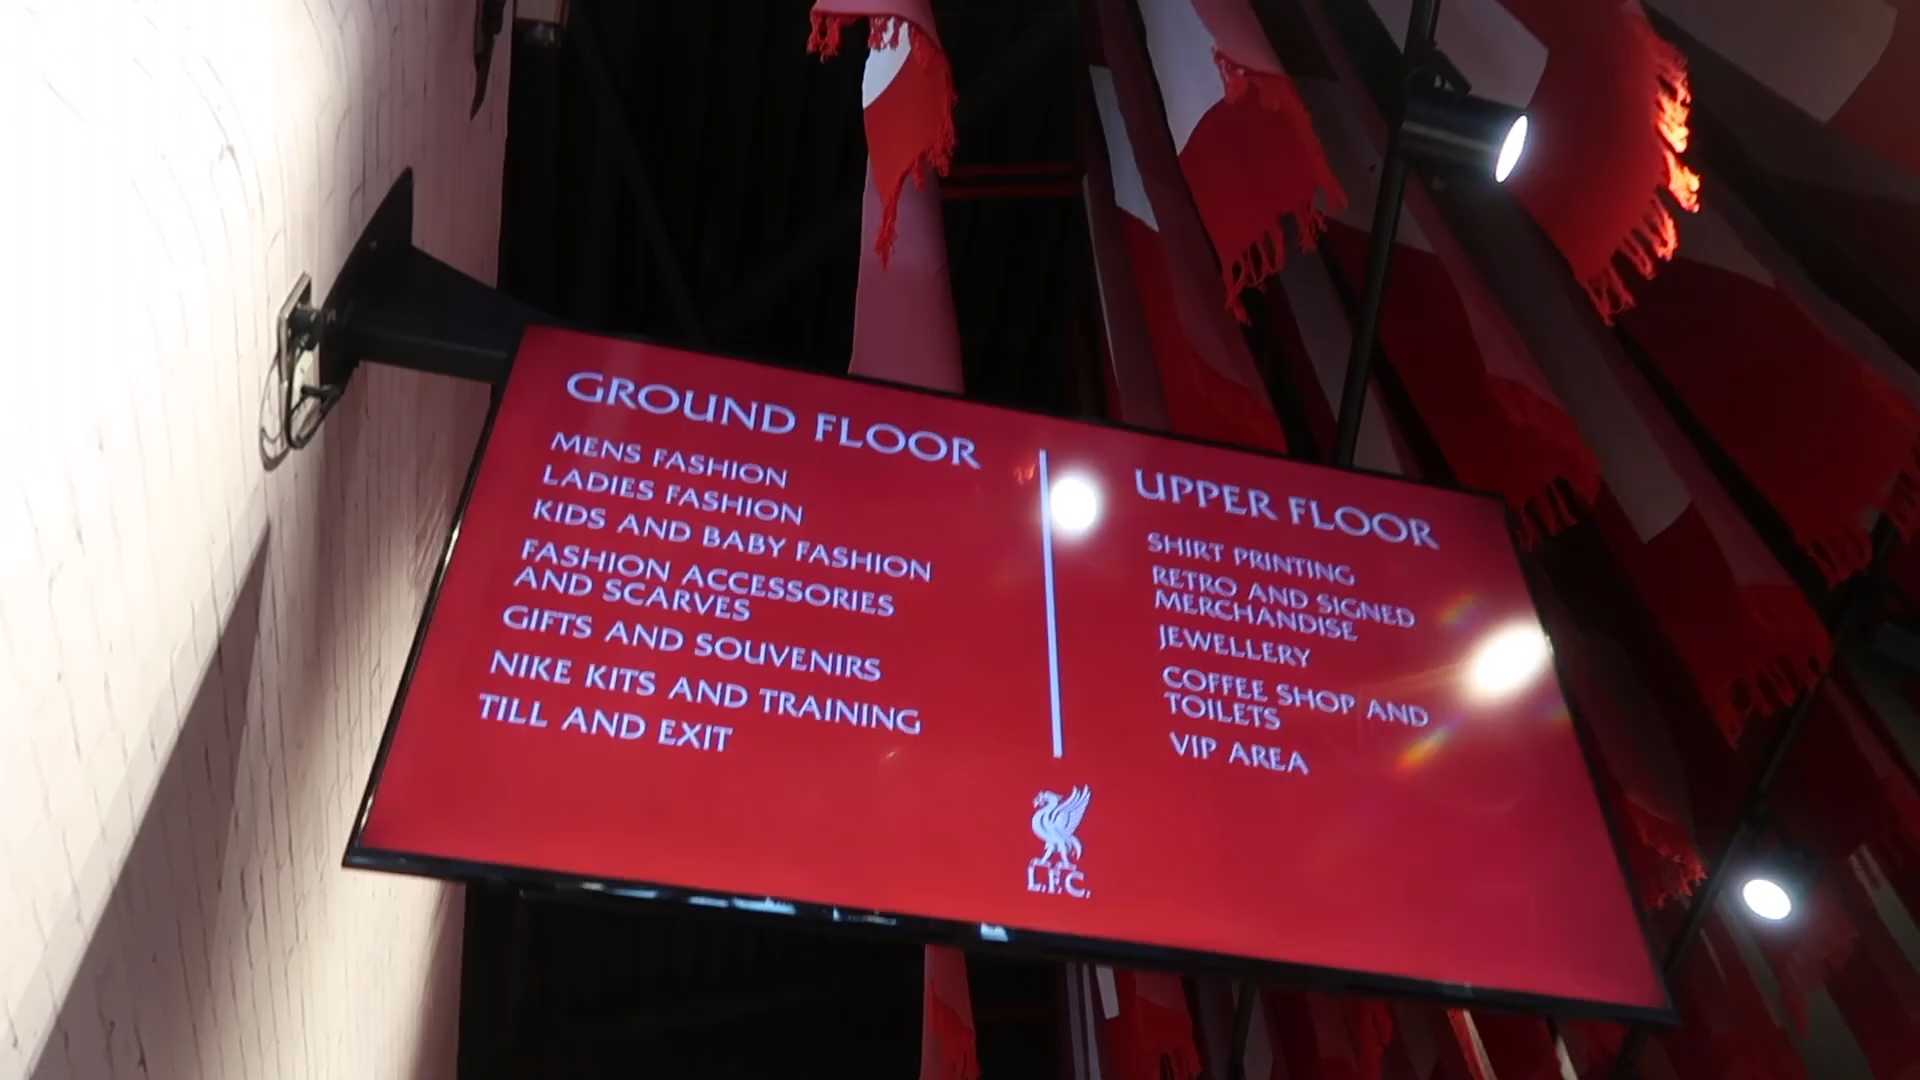 GROUND FLOOR
MENS FASHION
LADIES FASHION
KIDS AND BABY FASHION
FASHION ACCESSORIES
AND SCARVES
GIFTS AND SOUVENIRS
NIKE KITS AND TRAINING
TILL AND EXIT
UPPER FLOOR
SHIRT PRINTING
RETRO AND SIGNED
MERCHANDISE
JEWELLERY
COFFEE SHOP AND
TOILETS
VIP AREA
L.F.C.